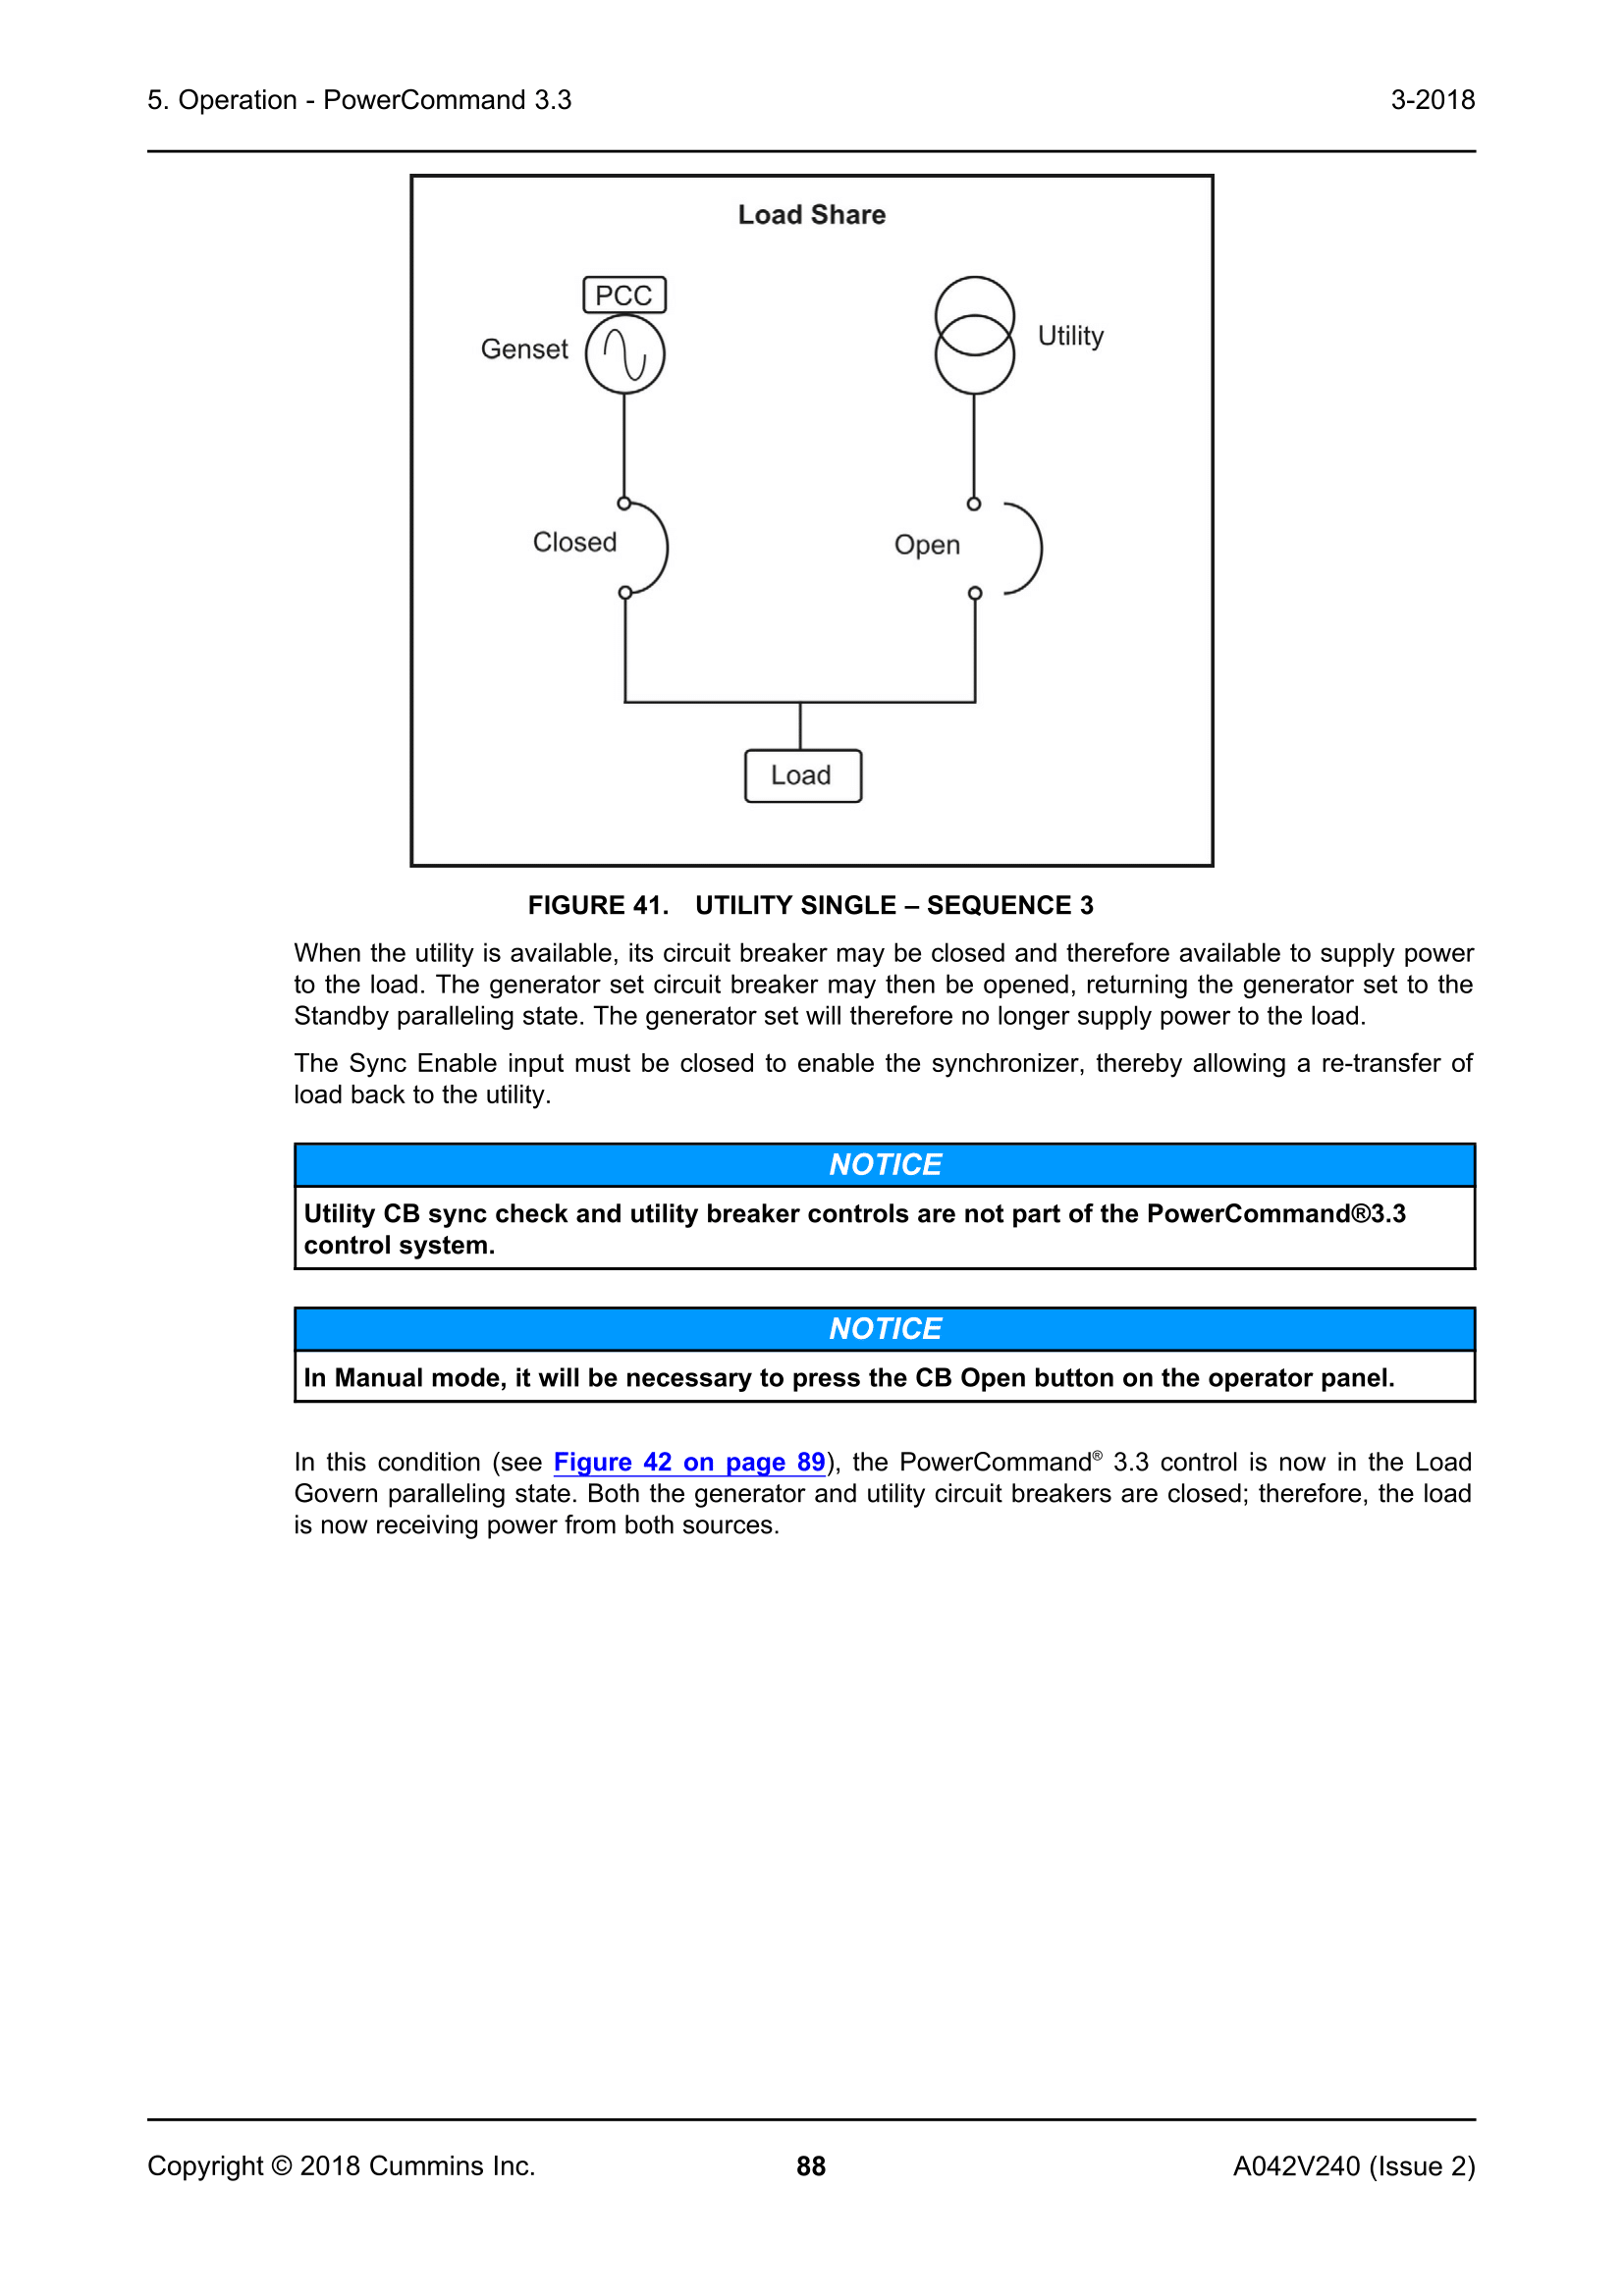 5. Operation - PowerCommand 3.3
3-2018
Load Share
PCC
Genset
Utility
Closed
Open
Load
FIGURE 41. UTILITY SINGLE – SEQUENCE 3
When the utility is available, its circuit breaker may be closed and therefore available to supply power
to the load. The generator set circuit breaker may then be opened, returning the generator set to the
Standby paralleling state. The generator set will therefore no longer supply power to the load.
The Sync Enable input must be closed to enable the synchronizer, thereby allowing a re-transfer of
load back to the utility.
NOTICE
Utility CB sync check and utility breaker controls are not part of the PowerCommand®3.3
control system.
NOTICE
In Manual mode, it will be necessary to press the CB Open button on the operator panel.
In this condition (see Figure 42 on page 89), the PowerCommand® 3.3 control is now in the Load
Govern paralleling state. Both the generator and utility circuit breakers are closed; therefore, the load
is now receiving power from both sources.
Copyright © 2018 Cummins Inc.
88
A042V240 (Issue 2)